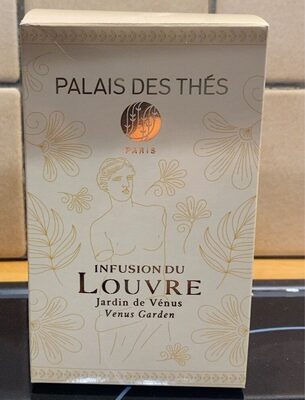 PALAIS DES THÉS
PARIS
INFUSION DU
LOUVRE
Jardin de Vénus
Venus Garden